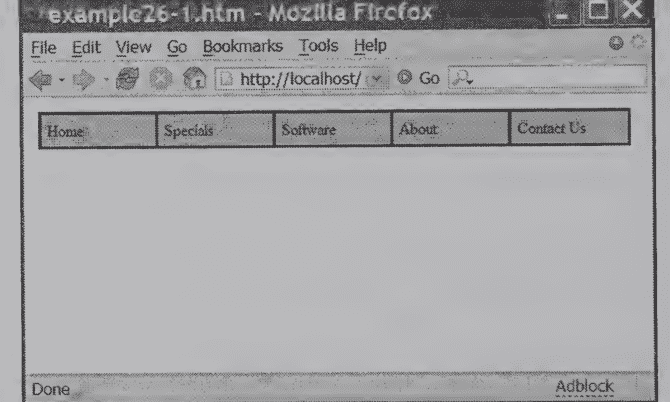 example26-1.htm - Mozilla Firefox
File Edit View Go Bookmarks Tools Help
http://localhost/ Go
Home Specials Software About Contact Us
Done Adblock